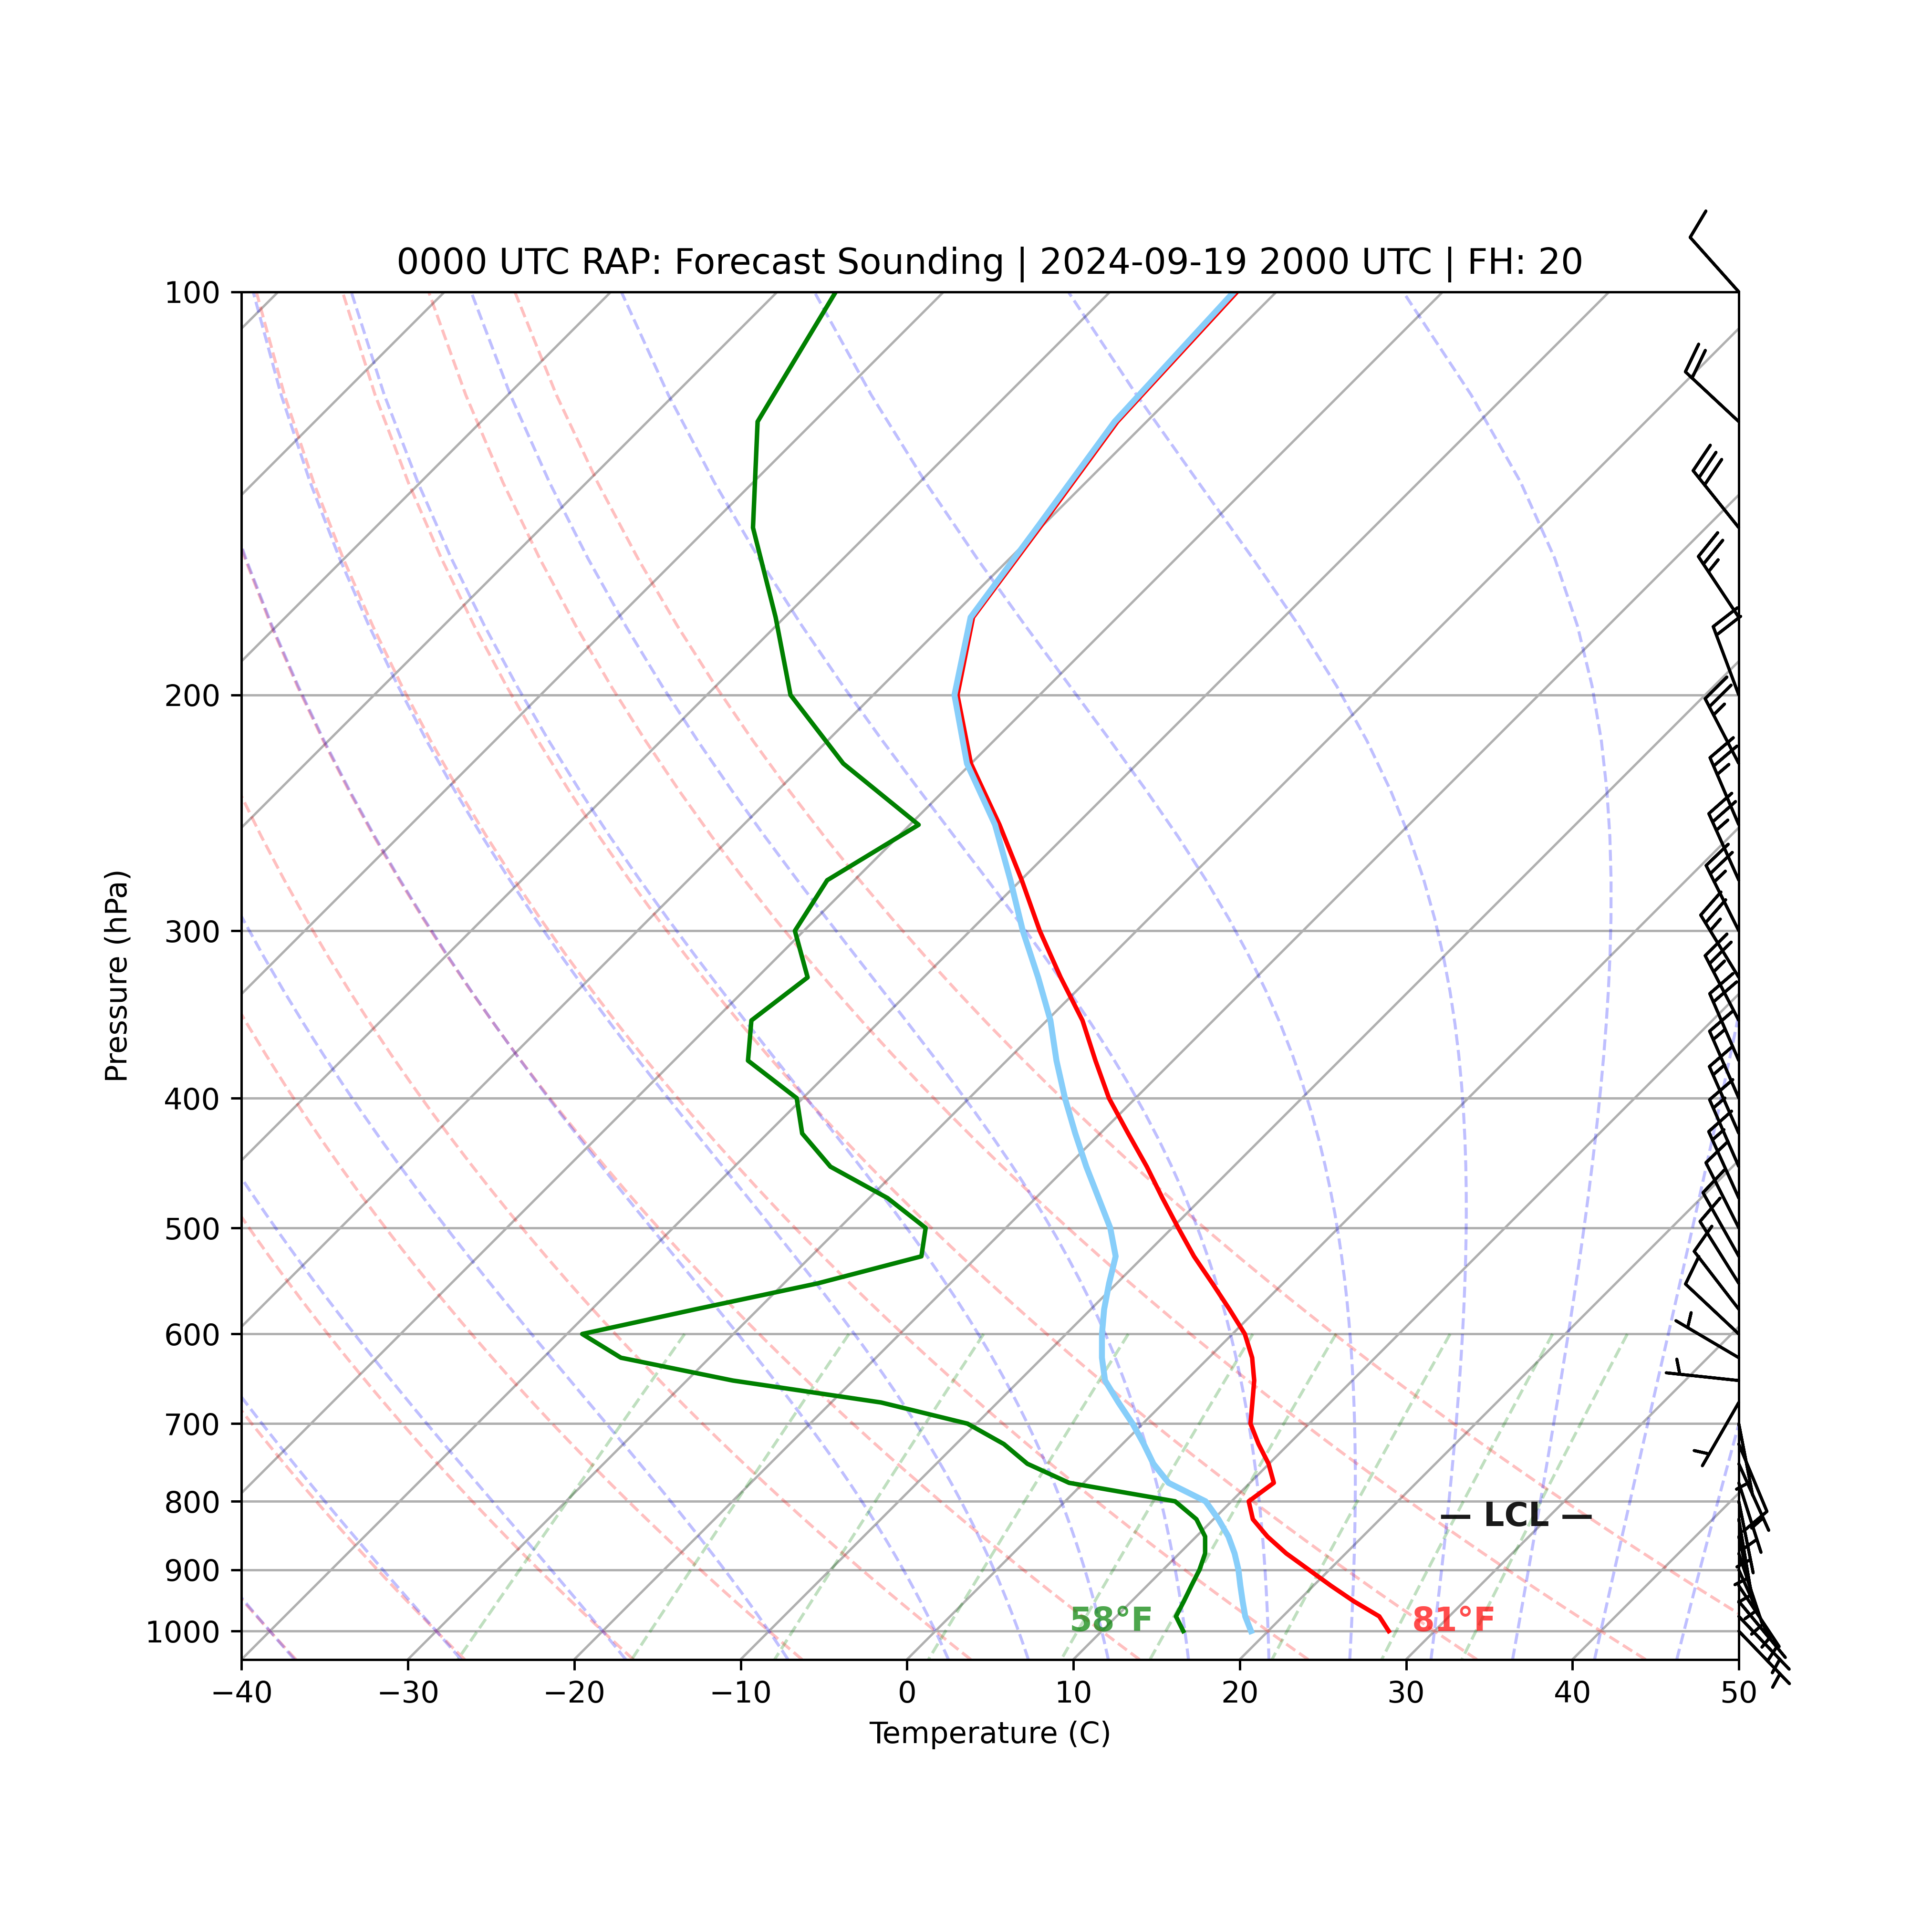 0000 UTC RAP: Forecast Sounding | 2024-09-19 2000 UTC | FH: 20
100
200
300
400
500
600
700
800
900
1000
Pressure (hPa)
— LCL —
58°F
81°F
−40 −30 −20 −10 0 10 20 30 40 50
Temperature (C)